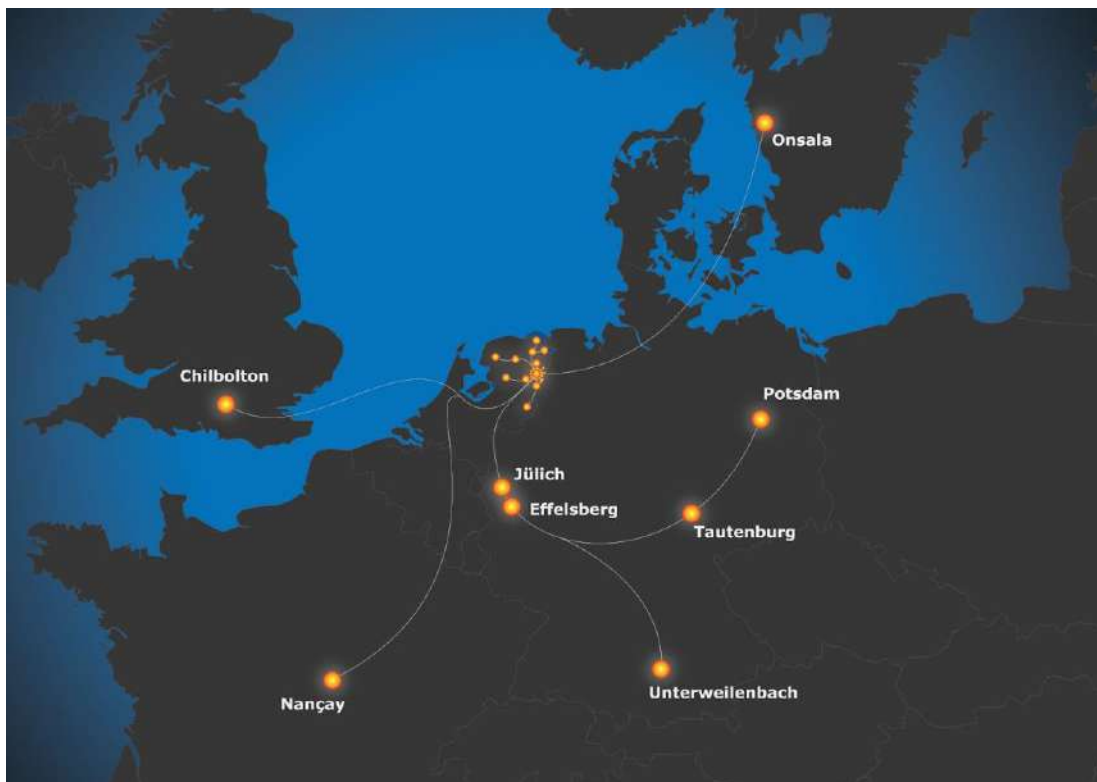 Onsala
Chilbolton
Potsdam
Jülich
Effelsberg
Tautenburg
Unterweilenbach
Nançay